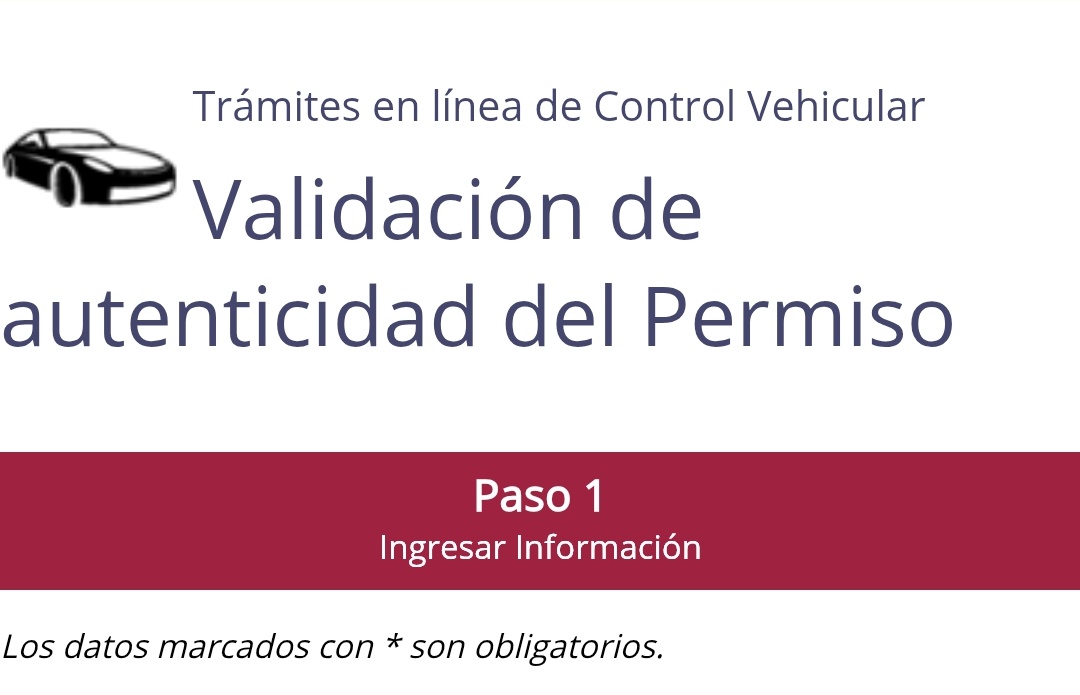 Trámites en línea de Control Vehicular
Validación de
autenticidad del Permiso
Paso 1
Ingresar Información
Los datos marcados con * son obligatorios.